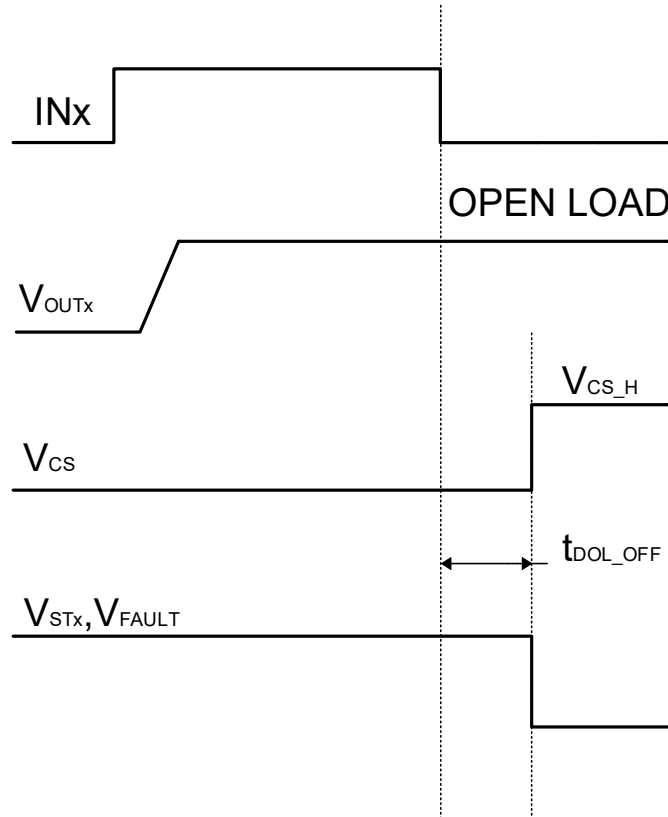 INx
OPEN LOAD
VOUTx
VCS_H
VCS
tDOL_OFF
VSTx,VFAULT